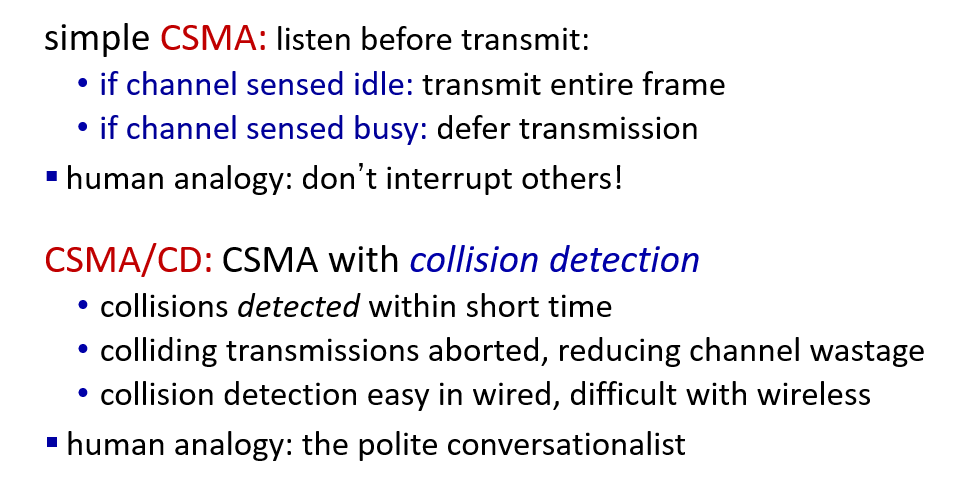 simple CSMA: listen before transmit:
• if channel sensed idle: transmit entire frame
• if channel sensed busy: defer transmission
▪ human analogy: don’t interrupt others!
CSMA/CD: CSMA with collision detection
• collisions detected within short time
• colliding transmissions aborted, reducing channel wastage
• collision detection easy in wired, difficult with wireless
▪ human analogy: the polite conversationalist